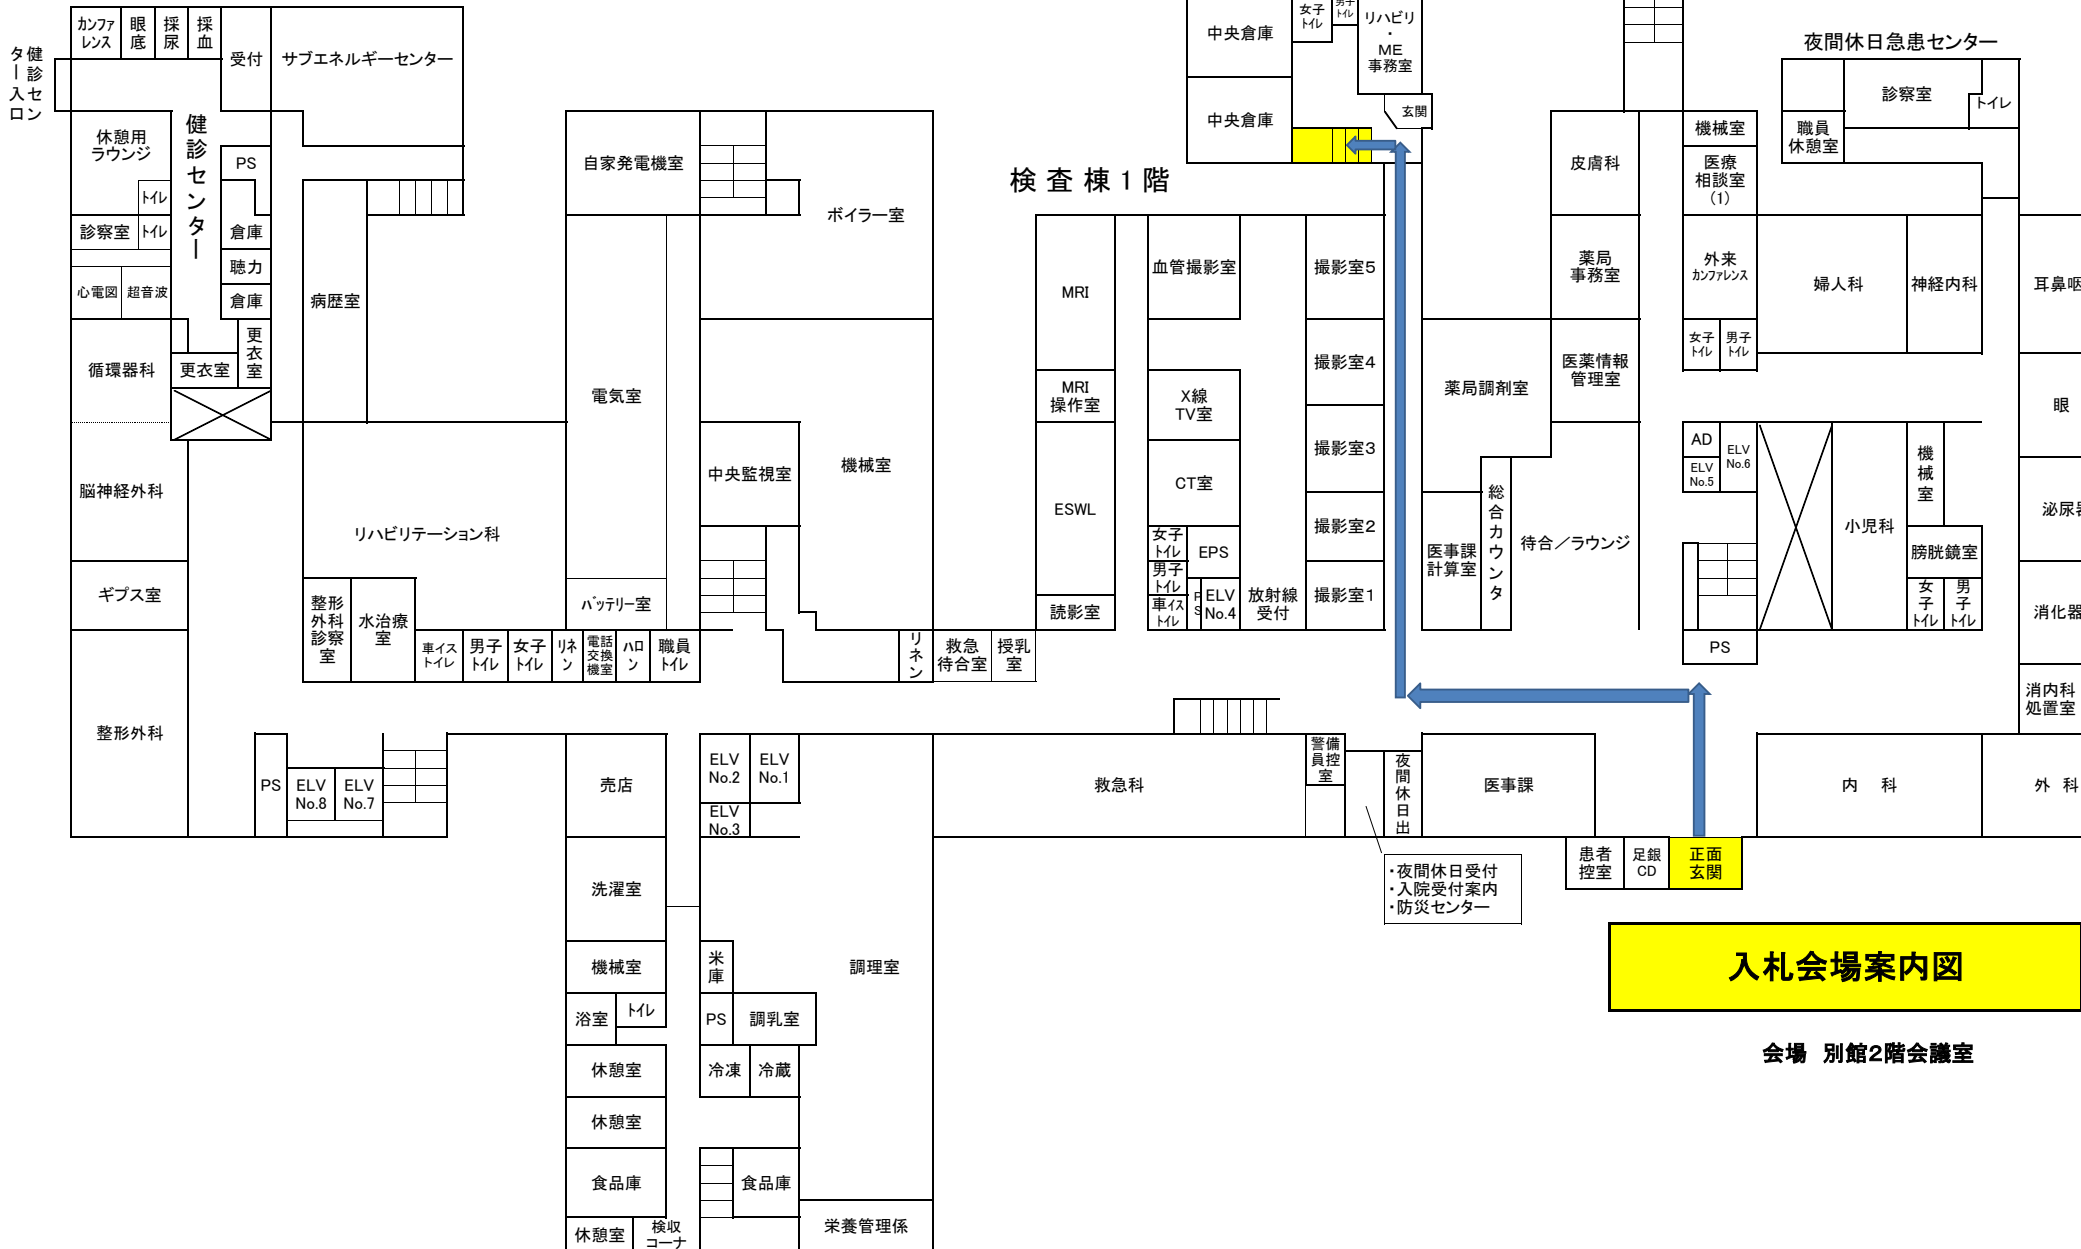 カンファ
レンス
眼
底
採
尿
採
血
受付
サブエネルギーセンター
健診セン
ター入口
休憩用
ラウンジ
トイレ
健診センター
PS
診察室
トイレ
倉庫
聴力
倉庫
心電図
超音波
更
衣
室
循環器科
更衣室
病歴室
脳神経外科
ギプス室
整形外科
リハビリテーション科
整形
外科
診察
室
水治療
室
車イス
トイレ
男子
トイレ
女子
トイレ
リネ
ン
電話
交換
機室
ハロ
ン
職員
トイレ
自家発電機室
電気室
バッテリー室
ボイラー室
中央監視室
機械室
リ
ネ
ン
救急
待合室
授乳
室
PS
ELV
No.8
ELV
No.7
売店
ELV
No.2
ELV
No.1
ELV
No.3
洗濯室
機械室
米
庫
調理室
浴室
トイレ
PS
調乳室
休憩室
冷凍
冷蔵
休憩室
食品庫
食品庫
休憩室
検収
コーナ
栄養管理係
検査棟1階
中央倉庫
女子
トイレ
男子
トイレ
リハビリ
・
ME
事務室
中央倉庫
玄関
MRI
血管撮影室
撮影室5
MRI
操作室
X線
TV室
撮影室4
撮影室3
CT室
ESWL
撮影室2
女子
トイレ
EPS
男子
トイレ
車イス
トイレ
P
S
ELV
No.4
放射線
受付
撮影室1
読影室
皮膚科
機械室
医療
相談室
(1)
薬局
事務室
外来
カンファレンス
婦人科
神経内科
耳鼻咽
女子
トイレ
男子
トイレ
薬局調剤室
医薬情報
管理室
眼
AD
ELV
No.6
ELV
No.5
機
械
室
総合カウンタ
医事課
計算室
待合/ラウンジ
小児科
膀胱鏡室
女
子
トイレ
男
子
トイレ
消化器
PS
消内科
処置室
夜間休日急患センター
診察室
トイレ
職員
休憩室
救急科
警備
員控
室
夜間休日出
医事課
内 科
外 科
患者
控室
足銀
CD
正面
玄関
・夜間休日受付
・入院受付案内
・防災センター
入札会場案内図
会場 別館2階会議室